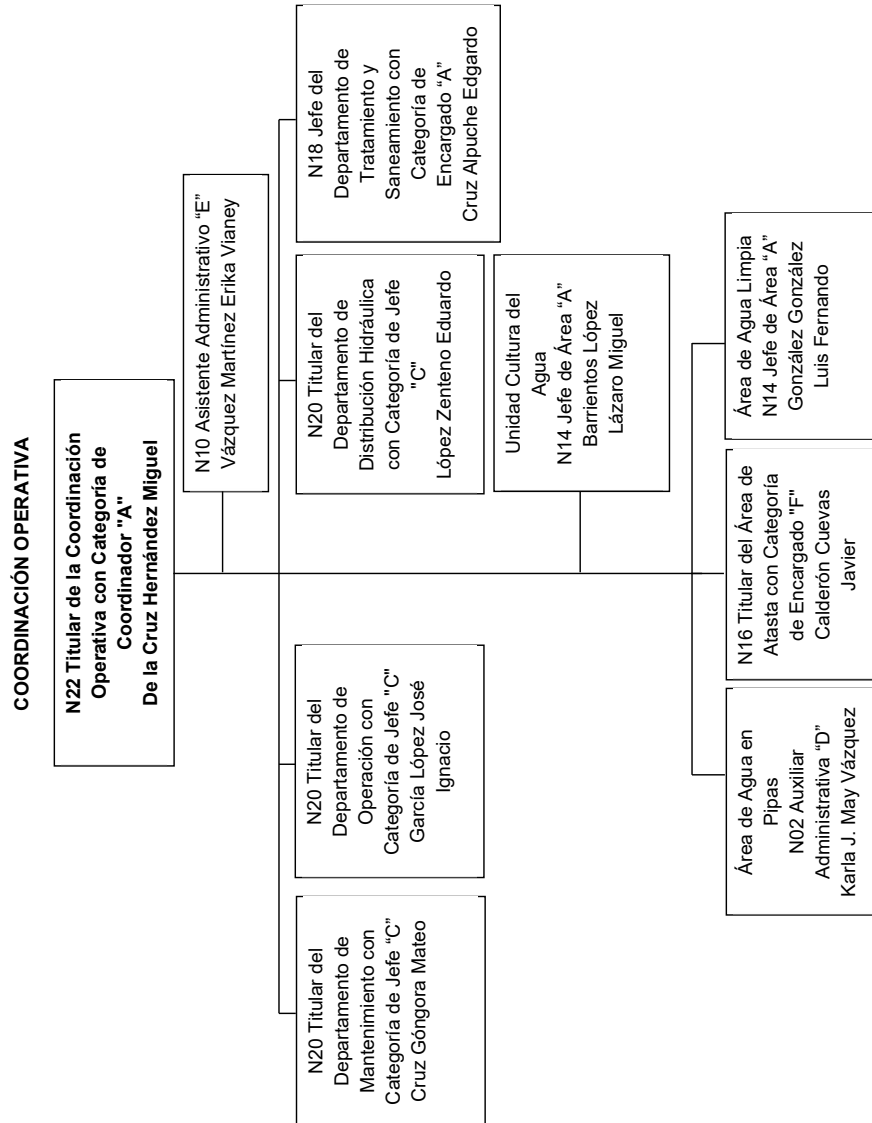 COORDINACIÓN OPERATIVA
N22 Titular de la Coordinación
Operativa con Categoría de
Coordinador "A"
De la Cruz Hernández Miguel
N10 Asistente Administrativo “E”
Vázquez Martínez Erika Vianey
N20 Titular del
Departamento de
Mantenimiento con
Categoría de Jefe “C”
Cruz Góngora Mateo
N20 Titular del
Departamento de
Operación con
Categoría de Jefe "C"
García López José
Ignacio
N20 Titular del
Departamento de
Distribución Hidráulica
con Categoría de Jefe
"C"
López Zenteno Eduardo
N18 Jefe del
Departamento de
Tratamiento y
Saneamiento con
Categoría de
Encargado “A”
Cruz Alpuche Edgardo
Unidad Cultura del
Agua
N14 Jefe de Área “A”
Barrientos López
Lázaro Miguel
Área de Agua en
Pipas
N02 Auxiliar
Administrativa “D”
Karla J. May Vázquez
N16 Titular del Área de
Atasta con Categoría
de Encargado "F"
Calderón Cuevas
Javier
Área de Agua Limpia
N14 Jefe de Área “A”
González González
Luis Fernando